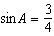 sin A = 3/4